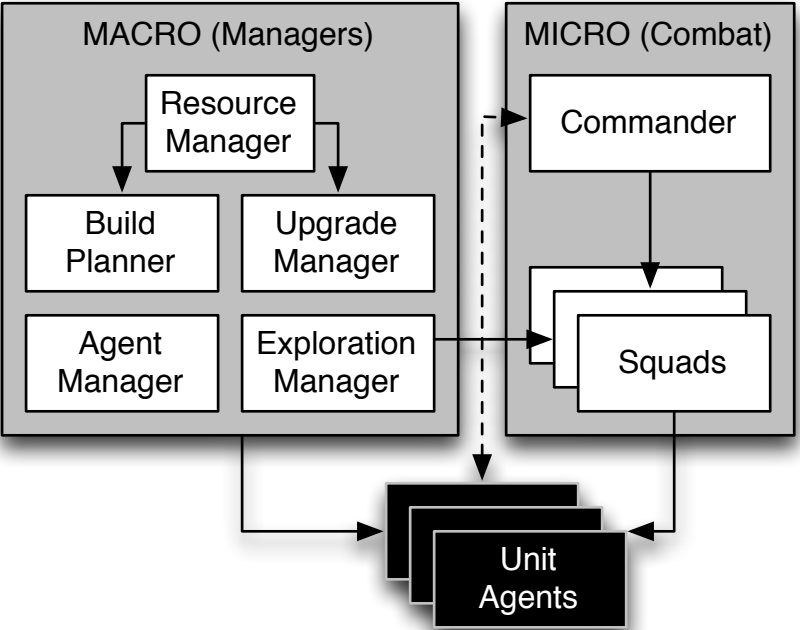 MACRO (Managers)
Resource
Manager
Build
Planner
Upgrade
Manager
Agent
Manager
Exploration
Manager
MICRO (Combat)
Commander
Squads
Unit
Agents